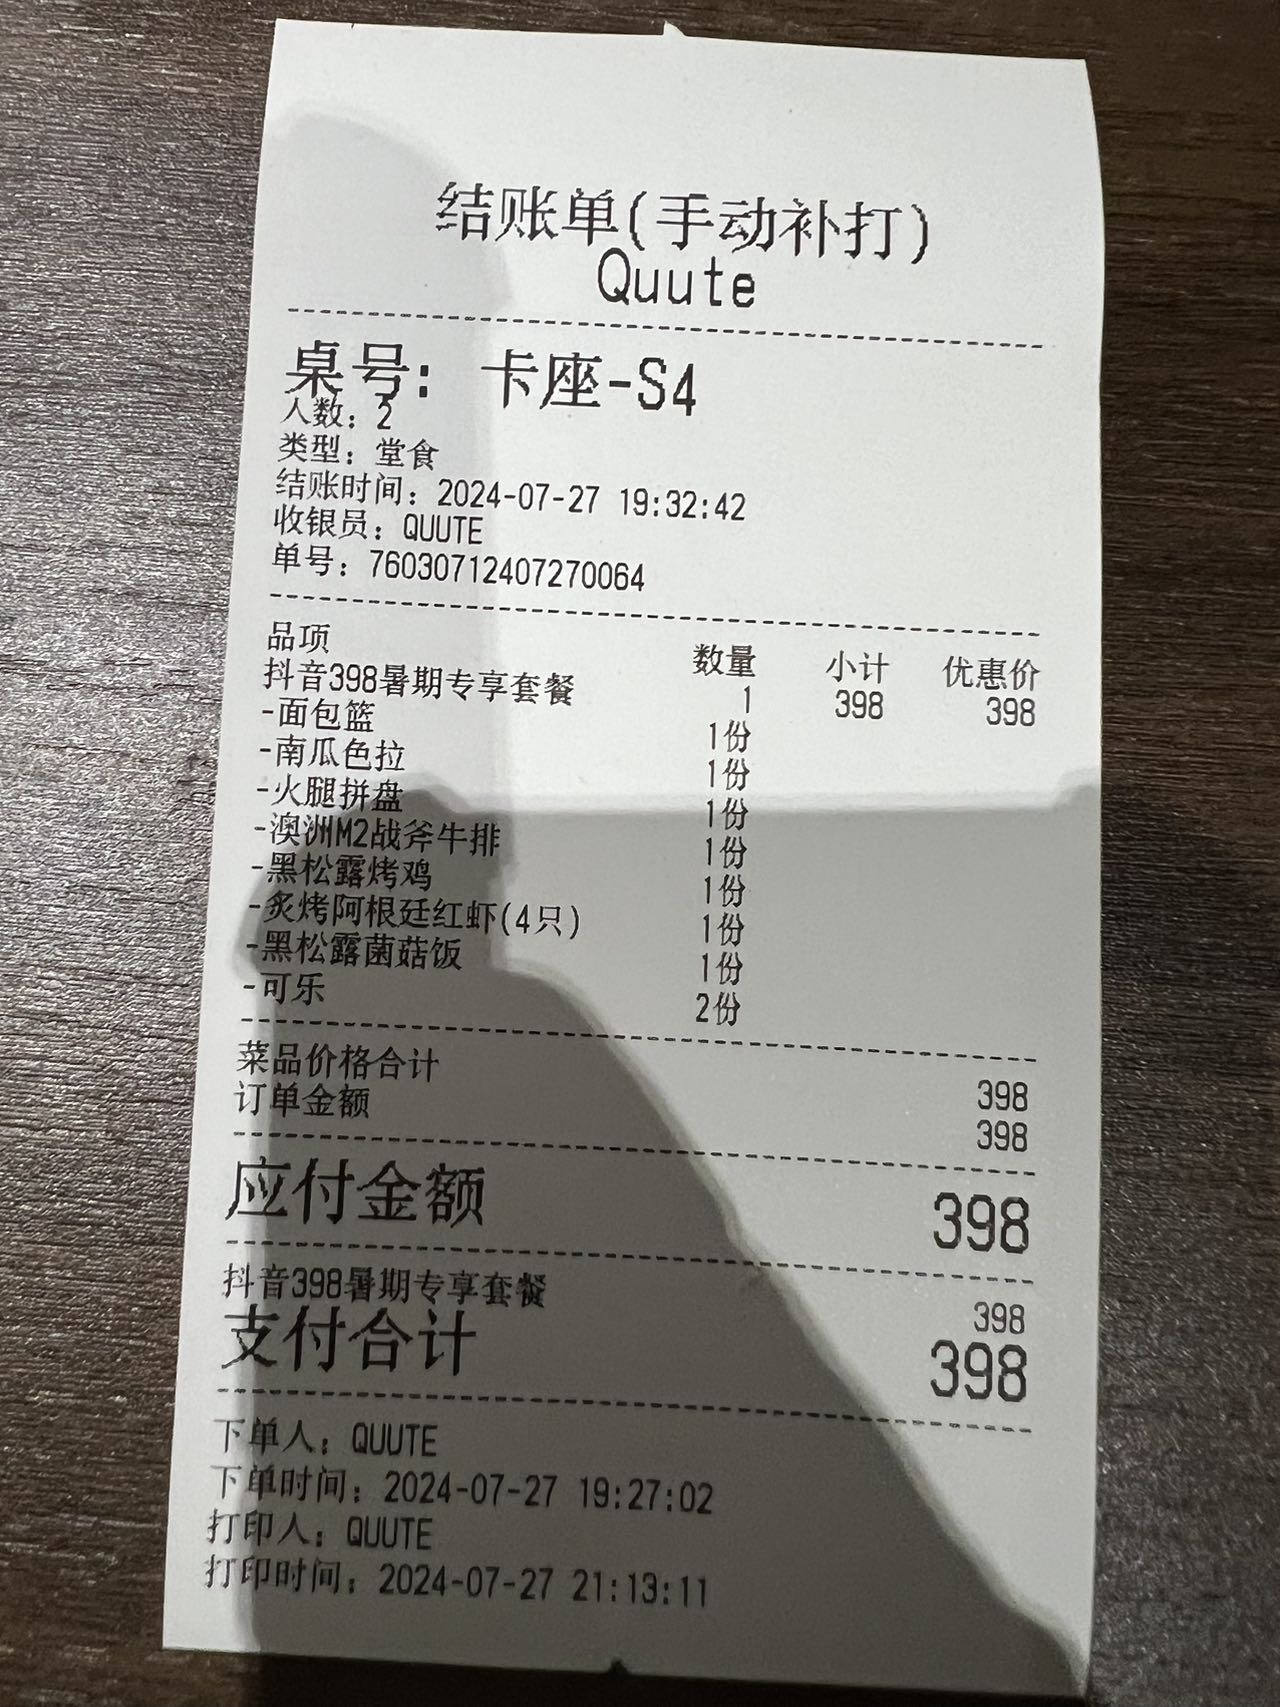 结账单(手动补打)
Quute
桌号: 卡座-S4
人数: 2
类型: 堂食
结账时间: 2024-07-27 19:32:42
收银员: QUUTE
单号: 76030712407270064
品项 数量 小计 优惠价
抖音398暑期专享套餐 1 398 398
-面包篮 1份
-南瓜色拉 1份
-火腿拼盘 1份
-澳洲M2战斧牛排 1份
-黑松露烤鸡 1份
-炙烤阿根廷红虾(4只) 1份
-黑松露菌菇饭 1份
-可乐 2份
菜品价格合计 398
订单金额 398
应付金额 398
抖音398暑期专享套餐 398
支付合计 398
下单人: QUUTE
下单时间: 2024-07-27 19:27:02
打印人: QUUTE
打印时间: 2024-07-27 21:13:11